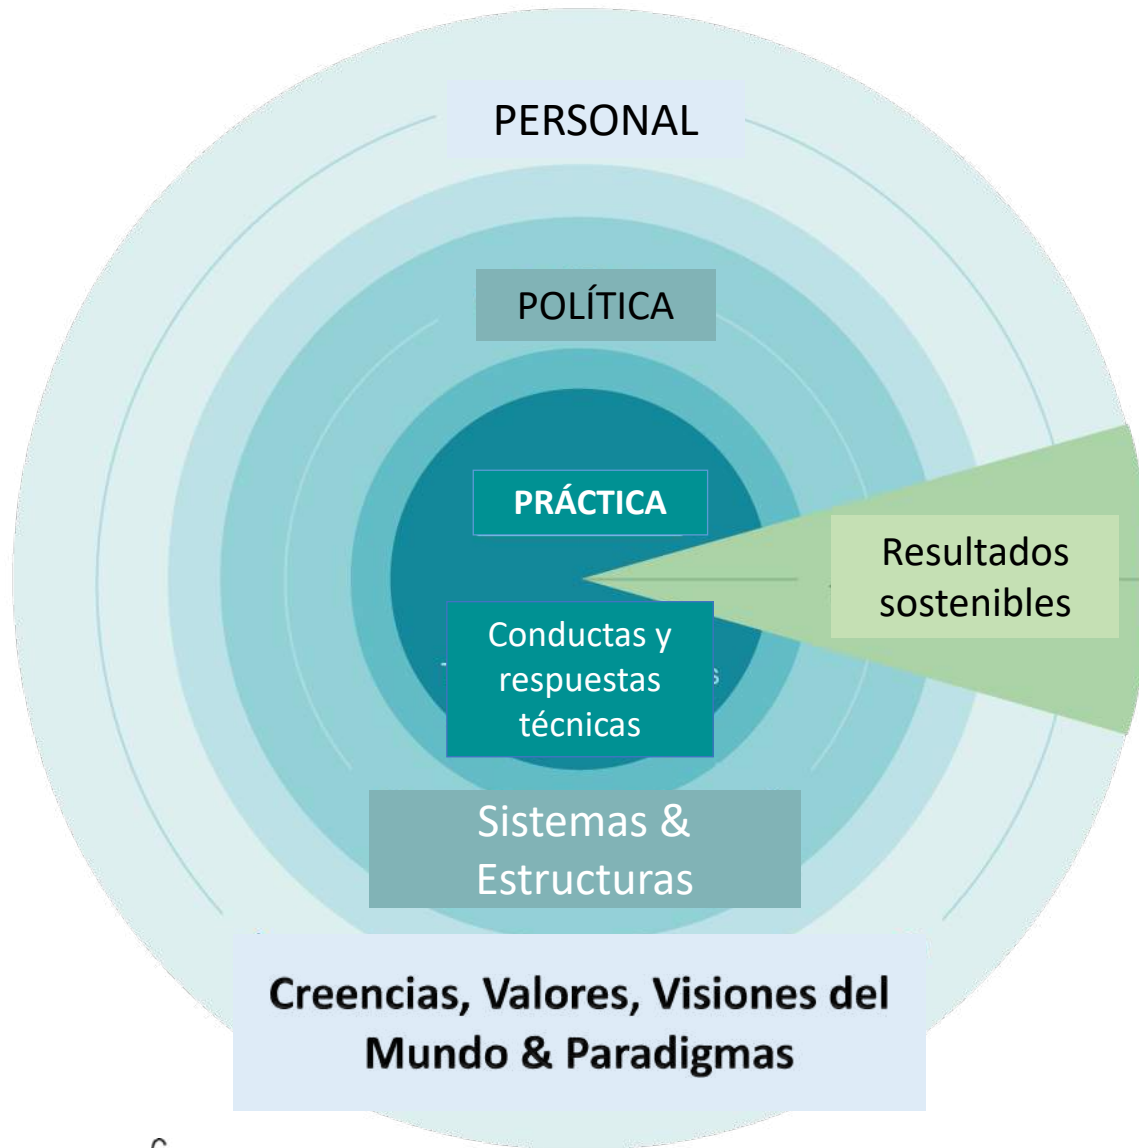 PERSONAL
POLÍTICA
PRÁCTICA
Resultados
sostenibles
Conductas y
respuestas
técnicas
Sistemas &
Estructuras
Creencias, Valores, Visiones del
Mundo & Paradigmas